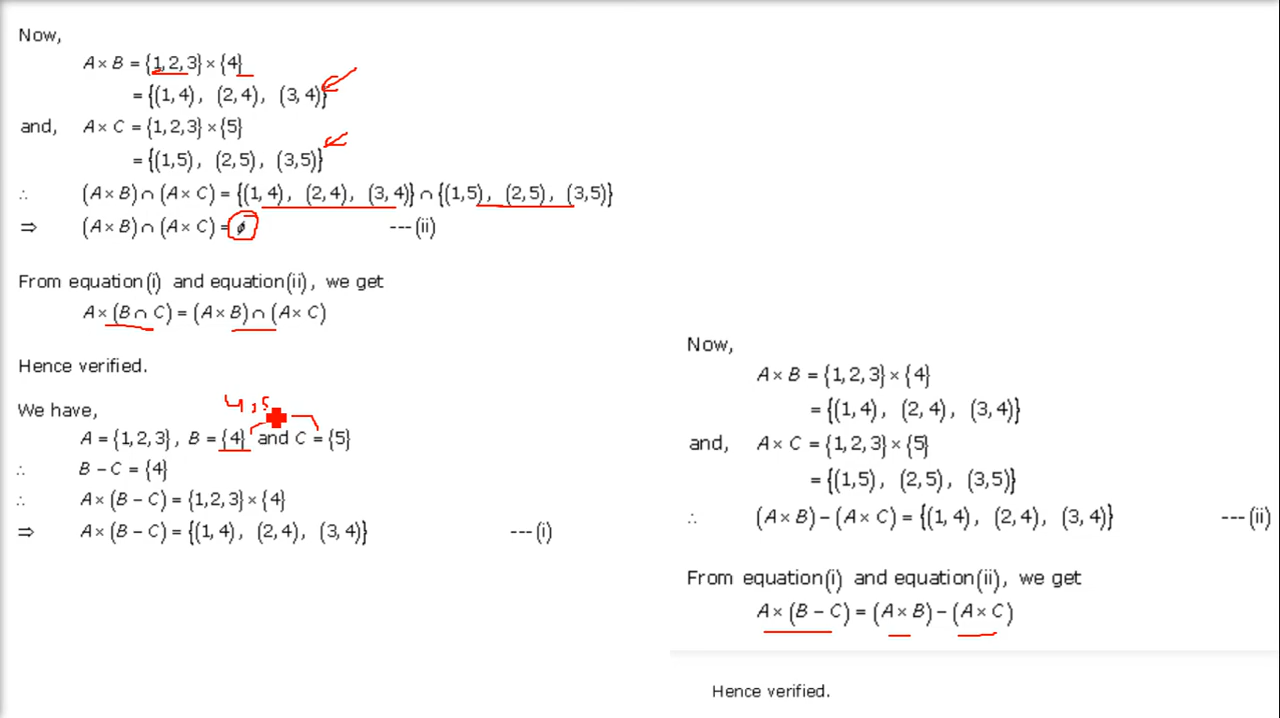 Now,
A × B = {1, 2, 3} × {4}
= {(1, 4), (2, 4), (3, 4)}
and, A × C = {1, 2, 3} × {5}
= {(1, 5), (2, 5), (3, 5)}
∴ (A × B) ∩ (A × C) = {(1, 4), (2, 4), (3, 4)} ∩ {(1, 5), (2, 5), (3, 5)}
⇒ (A × B) ∩ (A × C) = ϕ ---(ii)
From equation(i) and equation(ii), we get
A × (B ∩ C) = (A × B) ∩ (A × C)
Hence verified.
4,5
We have,
A = {1, 2, 3}, B = {4} and C = {5}
∴ B – C = {4}
∴ A × (B – C) = {1, 2, 3} × {4}
⇒ A × (B – C) = {(1, 4), (2, 4), (3, 4)} ---(i)
Now,
A × B = {1, 2, 3} × {4}
= {(1, 4), (2, 4), (3, 4)}
and, A × C = {1, 2, 3} × {5}
= {(1, 5), (2, 5), (3, 5)}
∴ (A × B) – (A × C) = {(1, 4), (2, 4), (3, 4)} ---(ii)
From equation(i) and equation(ii), we get
A × (B – C) = (A × B) – (A × C)
Hence verified.